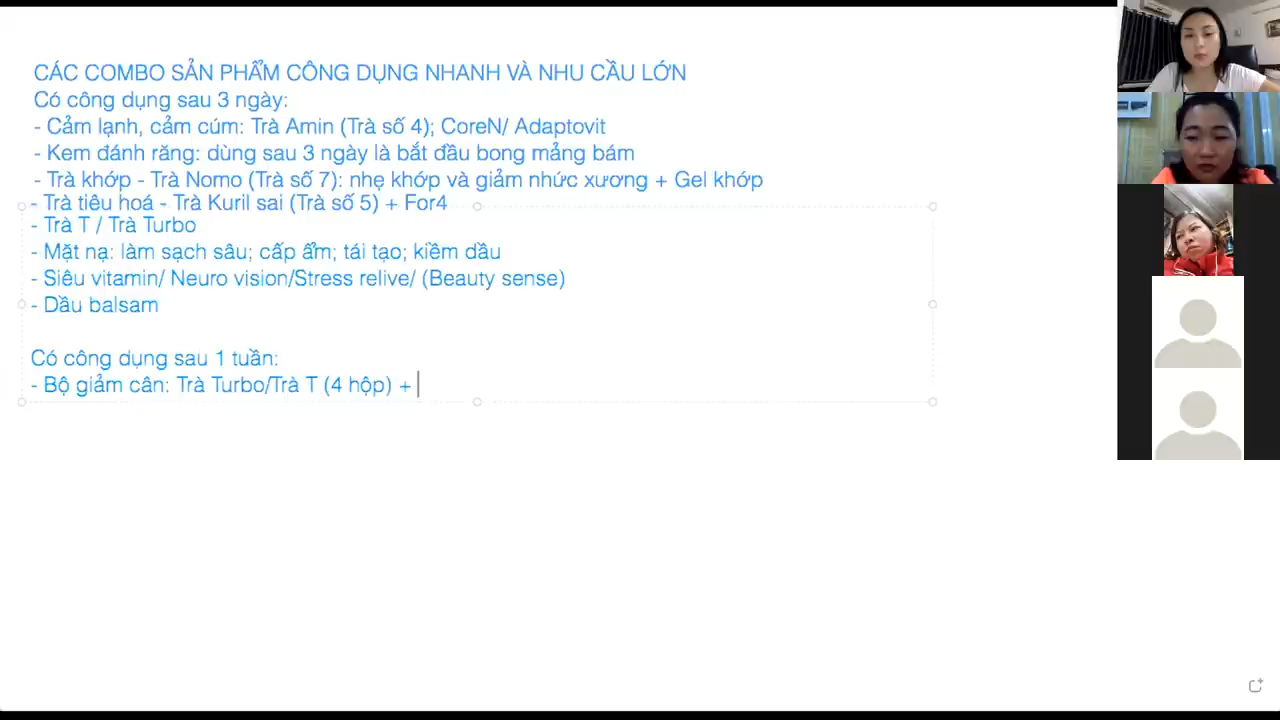 CÁC COMBO SẢN PHẨM CÔNG DỤNG NHANH VÀ NHU CẦU LỚN
Có công dụng sau 3 ngày:
- Cảm lạnh, cảm cúm: Trà Amin (Trà số 4); CoreN/ Adaptovit
- Kem đánh răng: dùng sau 3 ngày là bắt đầu bong mảng bám
- Trà khớp - Trà Nomo (Trà số 7): nhẹ khớp và giảm nhức xương + Gel khớp
- Trà tiêu hoá - Trà Kuril sai (Trà số 5) + For4
- Trà T / Trà Turbo
- Mặt nạ: làm sạch sâu; cấp ẩm; tái tạo; kiềm dầu
- Siêu vitamin/ Neuro vision/Stress relive/ (Beauty sense)
- Dầu balsam
Có công dụng sau 1 tuần:
- Bộ giảm cân: Trà Turbo/Trà T (4 hộp) +